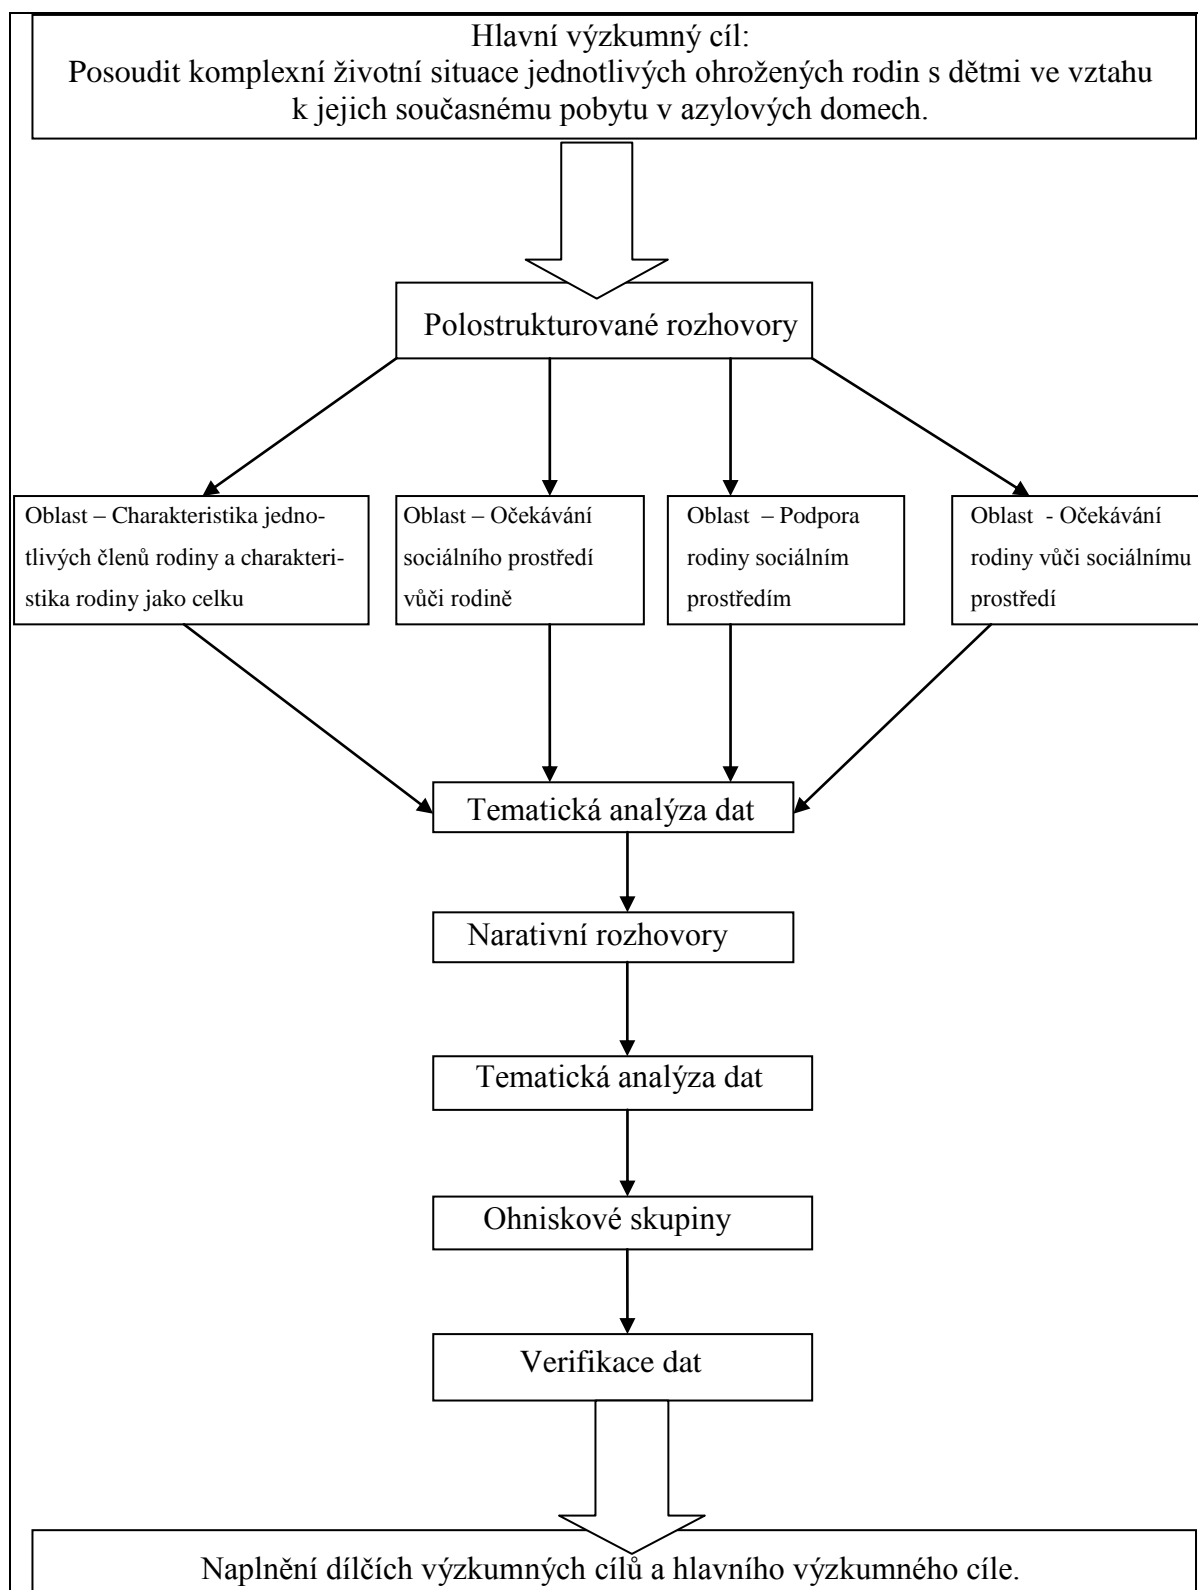 Hlavní výzkumný cíl:
Posoudit komplexní životní situace jednotlivých ohrožených rodin s dětmi ve vztahu
k jejich současnému pobytu v azylových domech.
Polostrukturované rozhovory
Oblast – Charakteristika jedno-
tlivých členů rodiny a charakteri-
stika rodiny jako celku
Oblast – Očekávání
sociálního prostředí
vůči rodině
Oblast – Podpora
rodiny sociálním
prostředím
Oblast - Očekávání
rodiny vůči sociálnímu
prostředí
Tematická analýza dat
Narativní rozhovory
Tematická analýza dat
Ohniskové skupiny
Verifikace dat
Naplnění dílčích výzkumných cílů a hlavního výzkumného cíle.